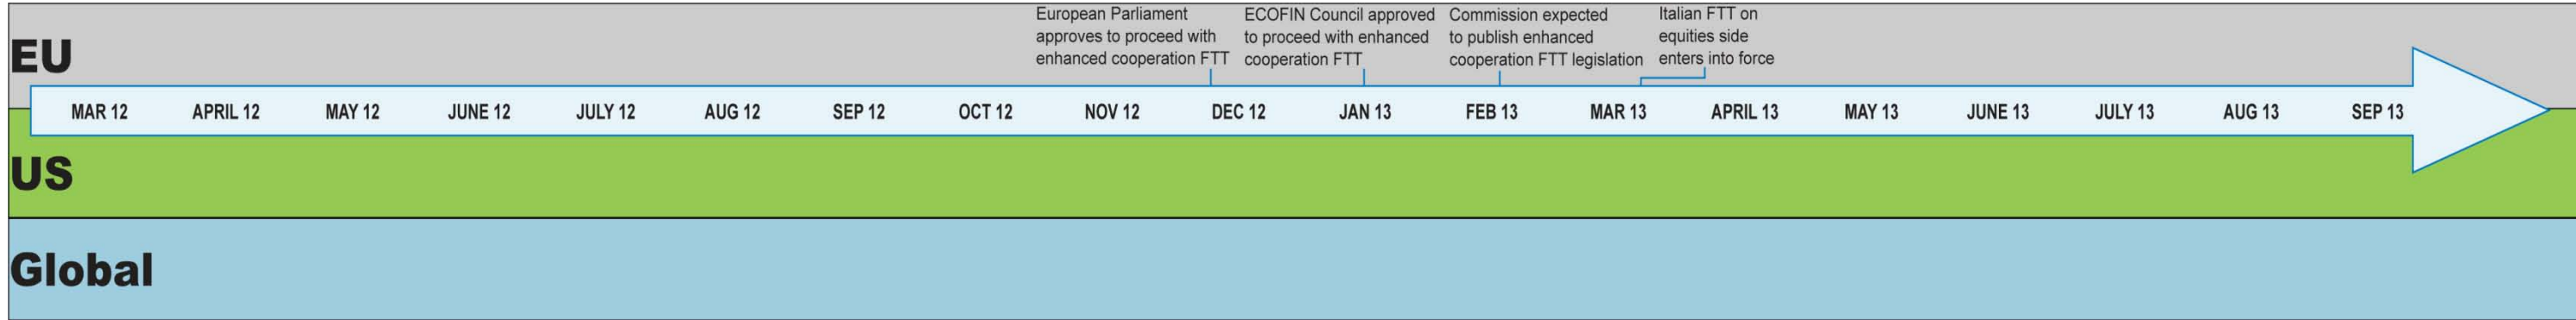 European Parliament
approves to proceed with
enhanced cooperation FTT
ECOFIN Council approved
to proceed with enhanced
cooperation FTT
Commission expected
to publish enhanced
cooperation FTT legislation
Italian FTT on
equities side
enters into force
EU
MAR 12 APRIL 12 MAY 12 JUNE 12 JULY 12 AUG 12 SEP 12 OCT 12 NOV 12 DEC 12 JAN 13 FEB 13 MAR 13 APRIL 13 MAY 13 JUNE 13 JULY 13 AUG 13 SEP 13
US
Global